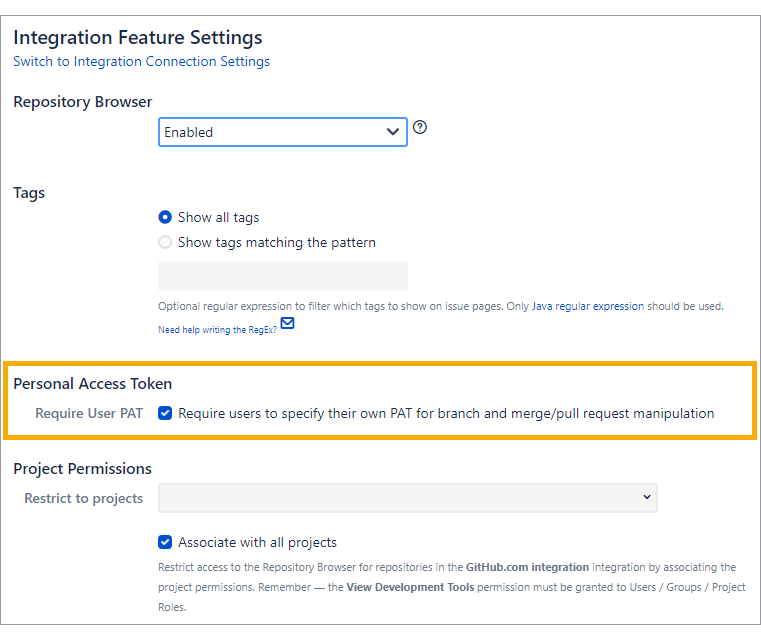 Integration Feature Settings
Switch to Integration Connection Settings
Repository Browser
Enabled
Tags
Show all tags
Show tags matching the pattern
Optional regular expression to filter which tags to show on issue pages. Only Java regular expression should be used.
Need help writing the RegEx?
Personal Access Token
Require User PAT Require users to specify their own PAT for branch and merge/pull request manipulation
Project Permissions
Restrict to projects
Associate with all projects
Restrict access to the Repository Browser for repositories in the GitHub.com integration integration by associating the
project permissions. Remember — the View Development Tools permission must be granted to Users / Groups / Project
Roles.